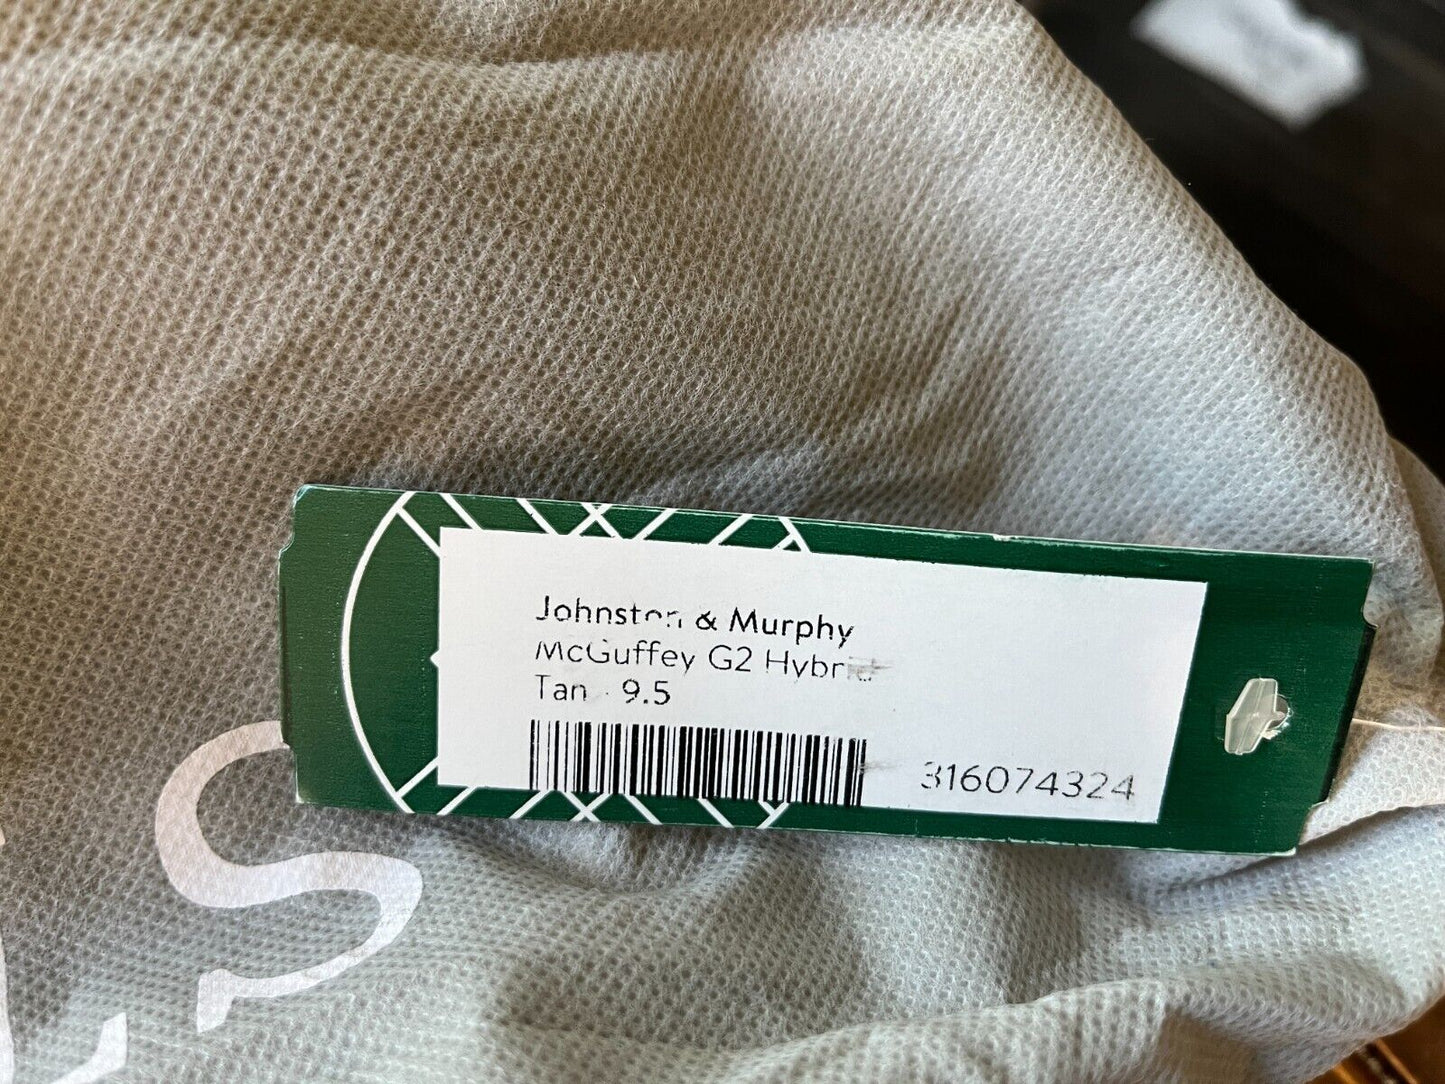 Johnston & Murphy
McGuffey G2 Hybrid
Tan 9.5
316074324
S